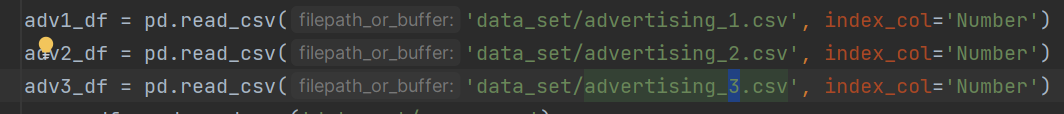 adv1_df = pd.read_csv( filepath_or_buffer: 'data_set/advertising_1.csv', index_col='Number')
adv2_df = pd.read_csv( filepath_or_buffer: 'data_set/advertising_2.csv', index_col='Number')
adv3_df = pd.read_csv( filepath_or_buffer: 'data_set/advertising_3.csv', index_col='Number')